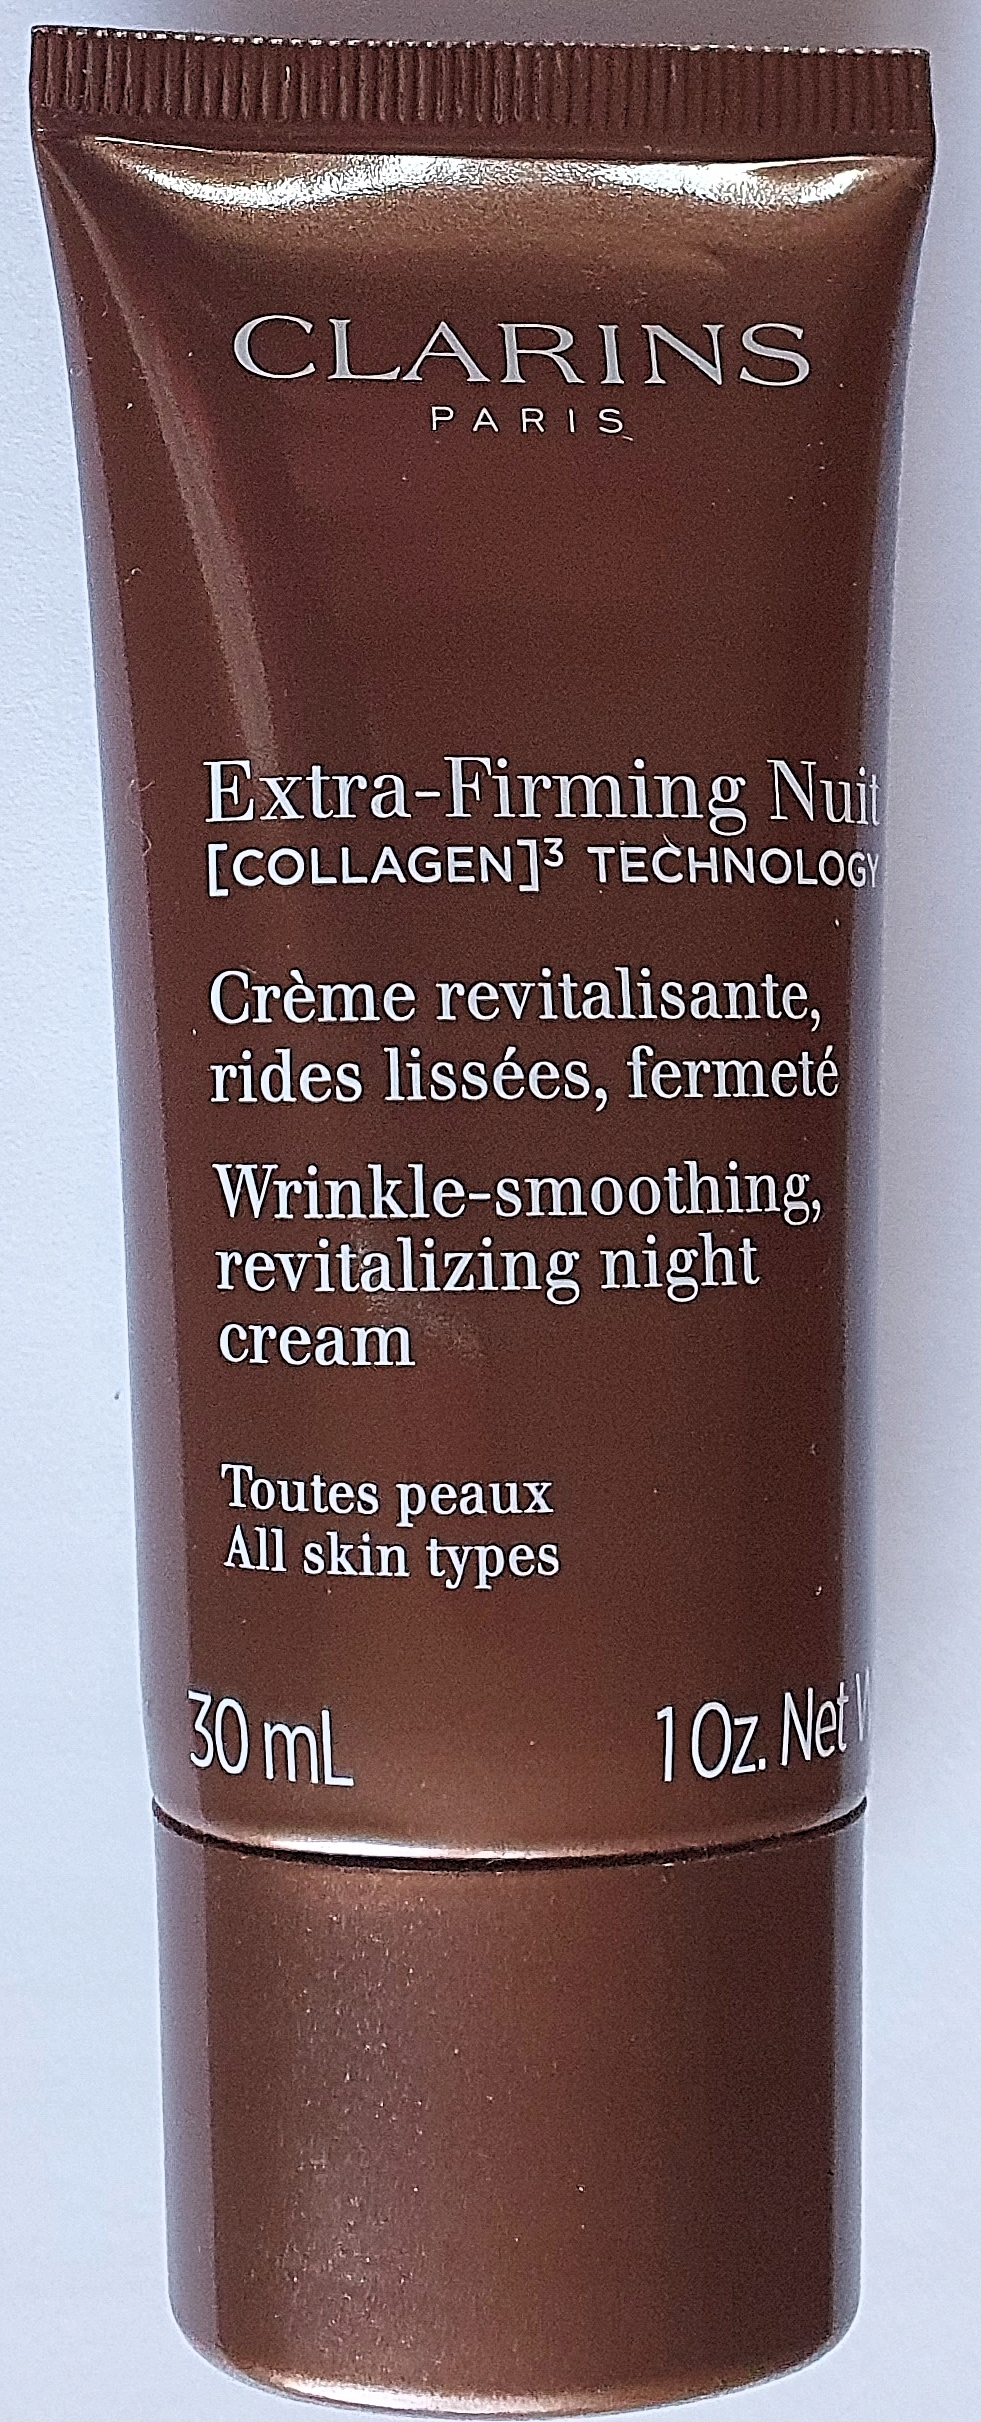 CLARINS
PARIS
Extra-Firming Nuit
[COLLAGEN]³ TECHNOLOGY
Crème revitalisante,
rides lissées, fermeté
Wrinkle-smoothing,
revitalizing night
cream
Toutes peaux
All skin types
30 mL 1 Oz. Net